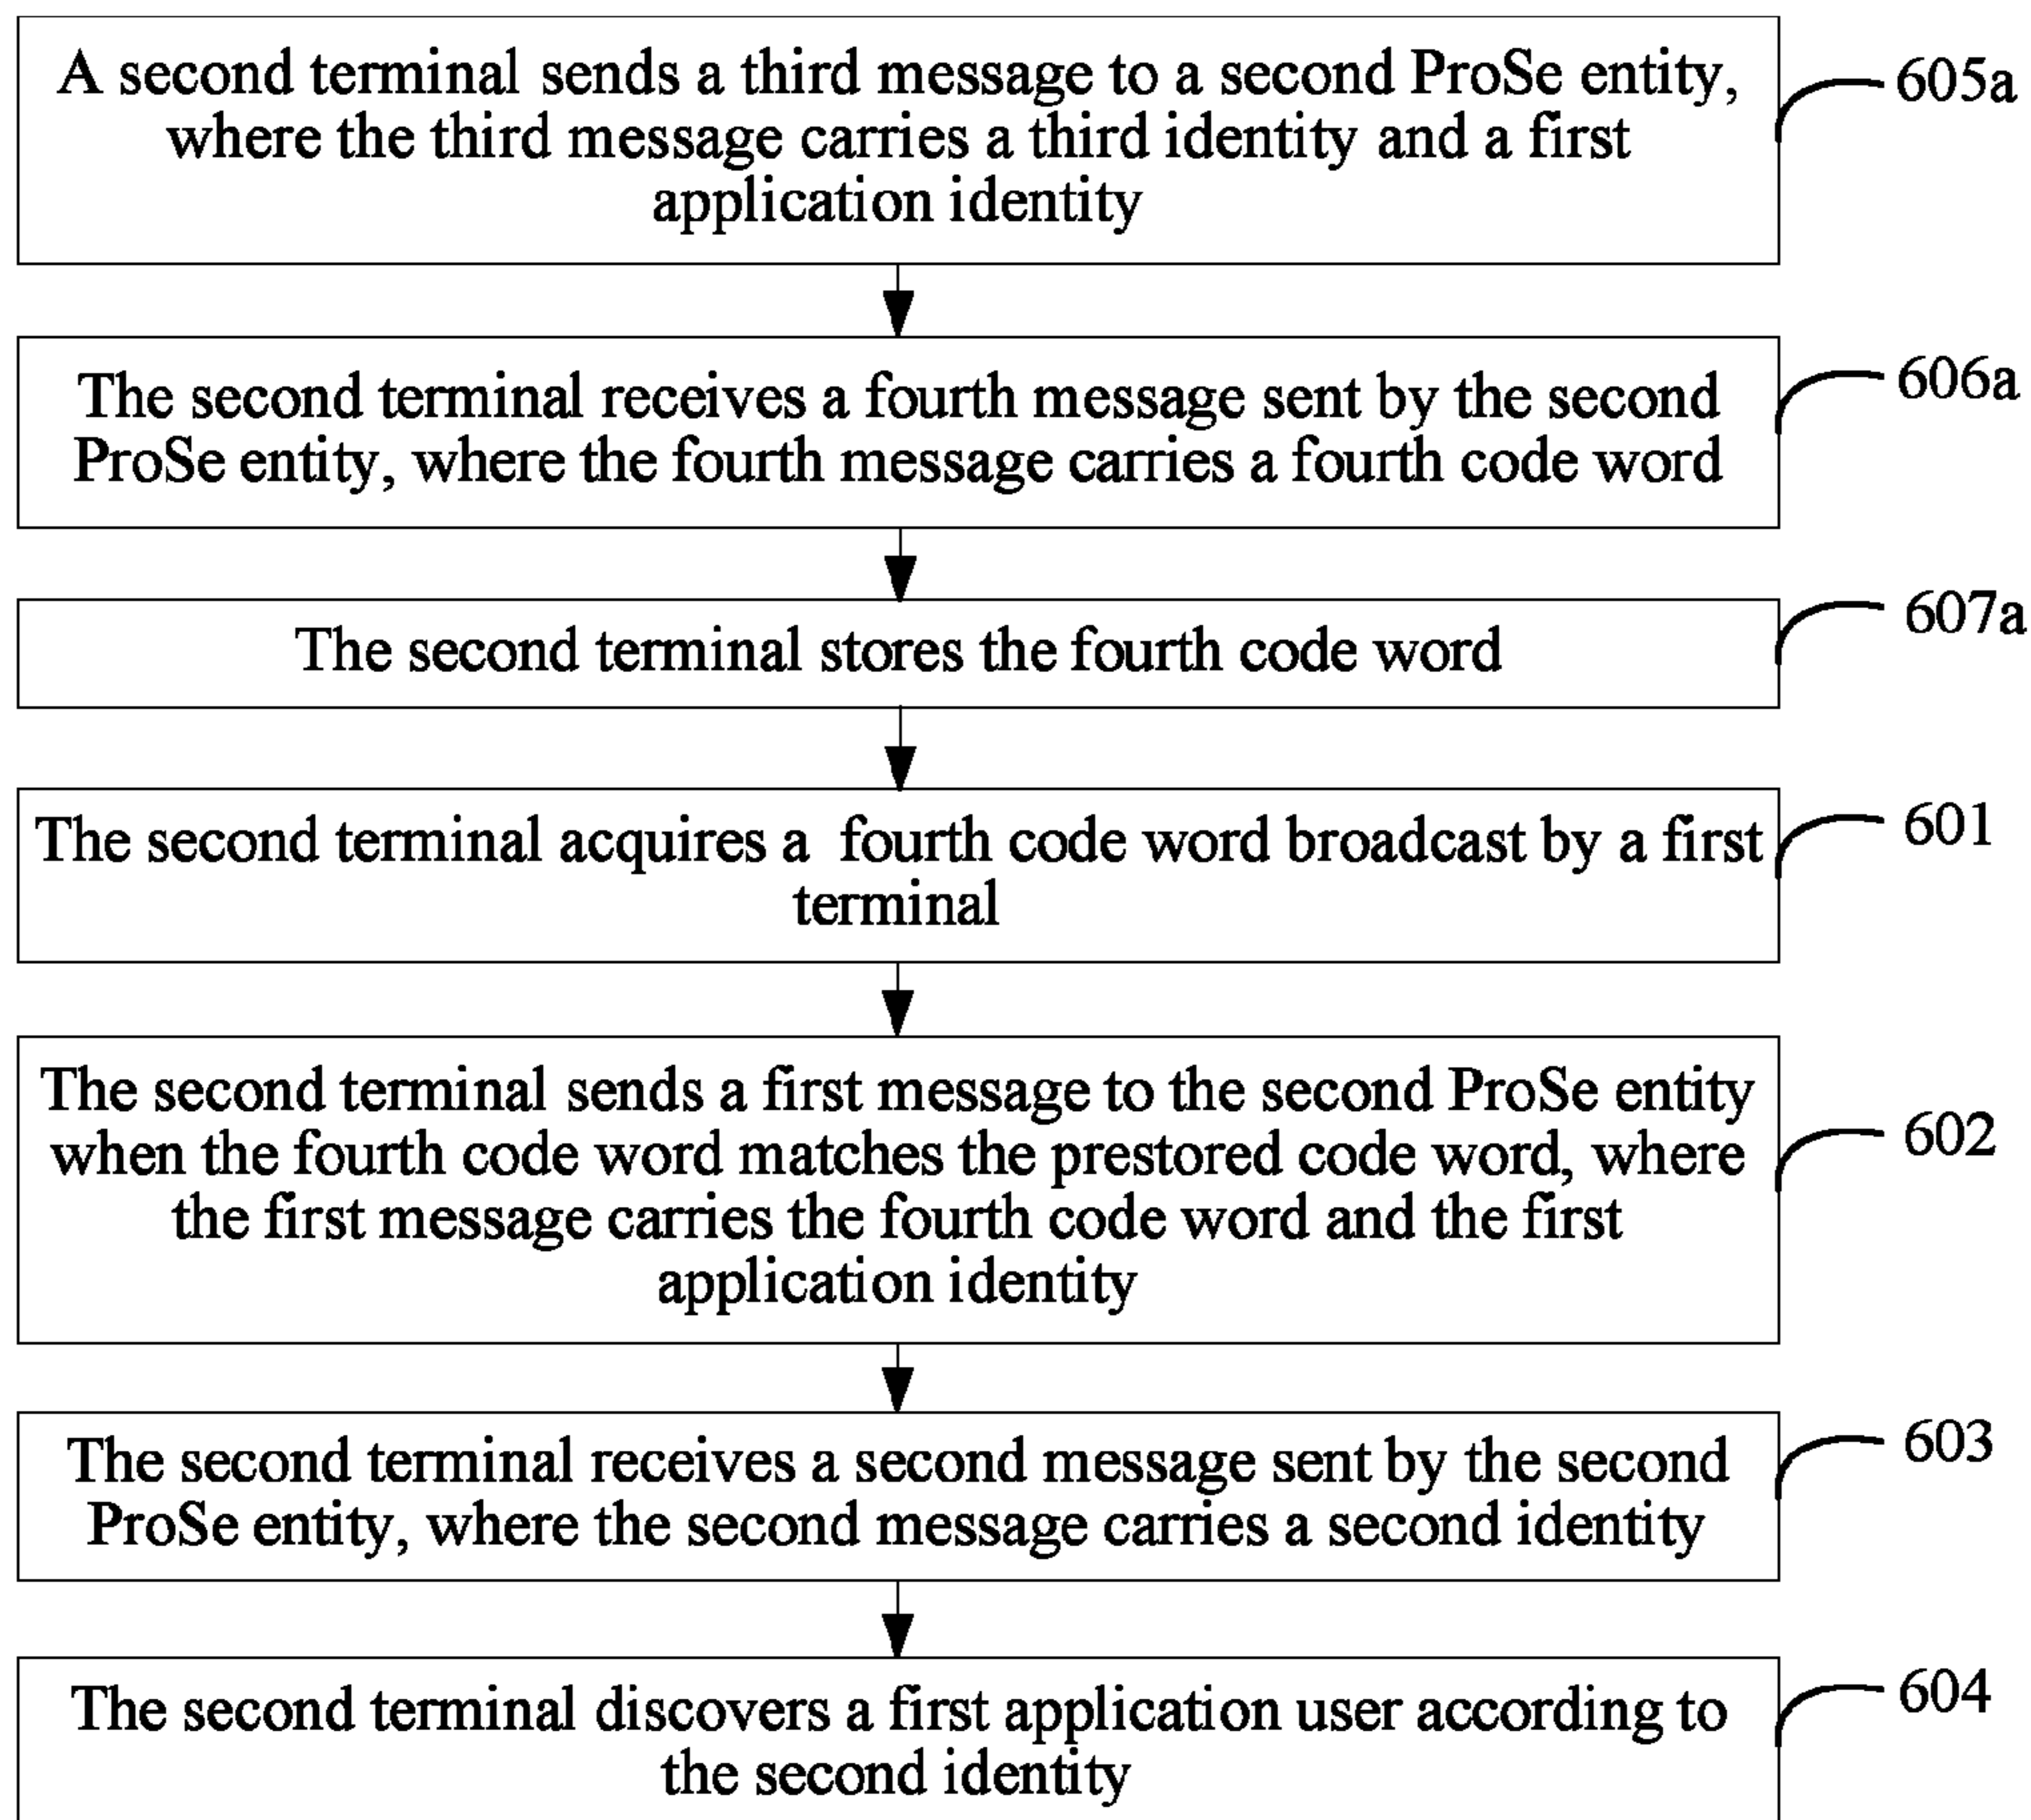 A second terminal sends a third message to a second ProSe entity,
where the third message carries a third identity and a first
application identity
605a
The second terminal receives a fourth message sent by the second
ProSe entity, where the fourth message carries a fourth code word
606a
The second terminal stores the fourth code word
607a
The second terminal acquires a fourth code word broadcast by a first
terminal
601
The second terminal sends a first message to the second ProSe entity
when the fourth code word matches the prestored code word, where
the first message carries the fourth code word and the first
application identity
602
The second terminal receives a second message sent by the second
ProSe entity, where the second message carries a second identity
603
The second terminal discovers a first application user according to
the second identity
604